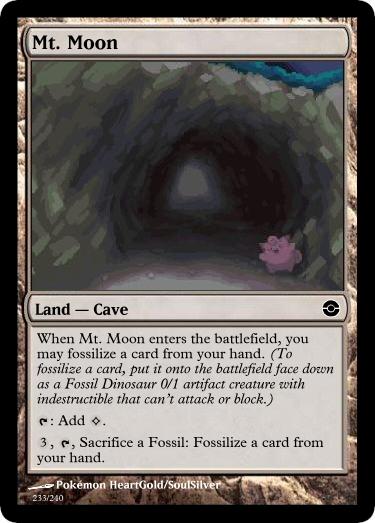 Mt. Moon
Land — Cave
When Mt. Moon enters the battlefield, you
may fossilize a card from your hand. (To
fossilize a card, put it onto the battlefield face down
as a Fossil Dinosaur 0/1 artifact creature with
indestructible that can't attack or block.)
: Add .
3, , Sacrifice a Fossil: Fossilize a card from
your hand.
Pokémon HeartGold/SoulSilver
233/240